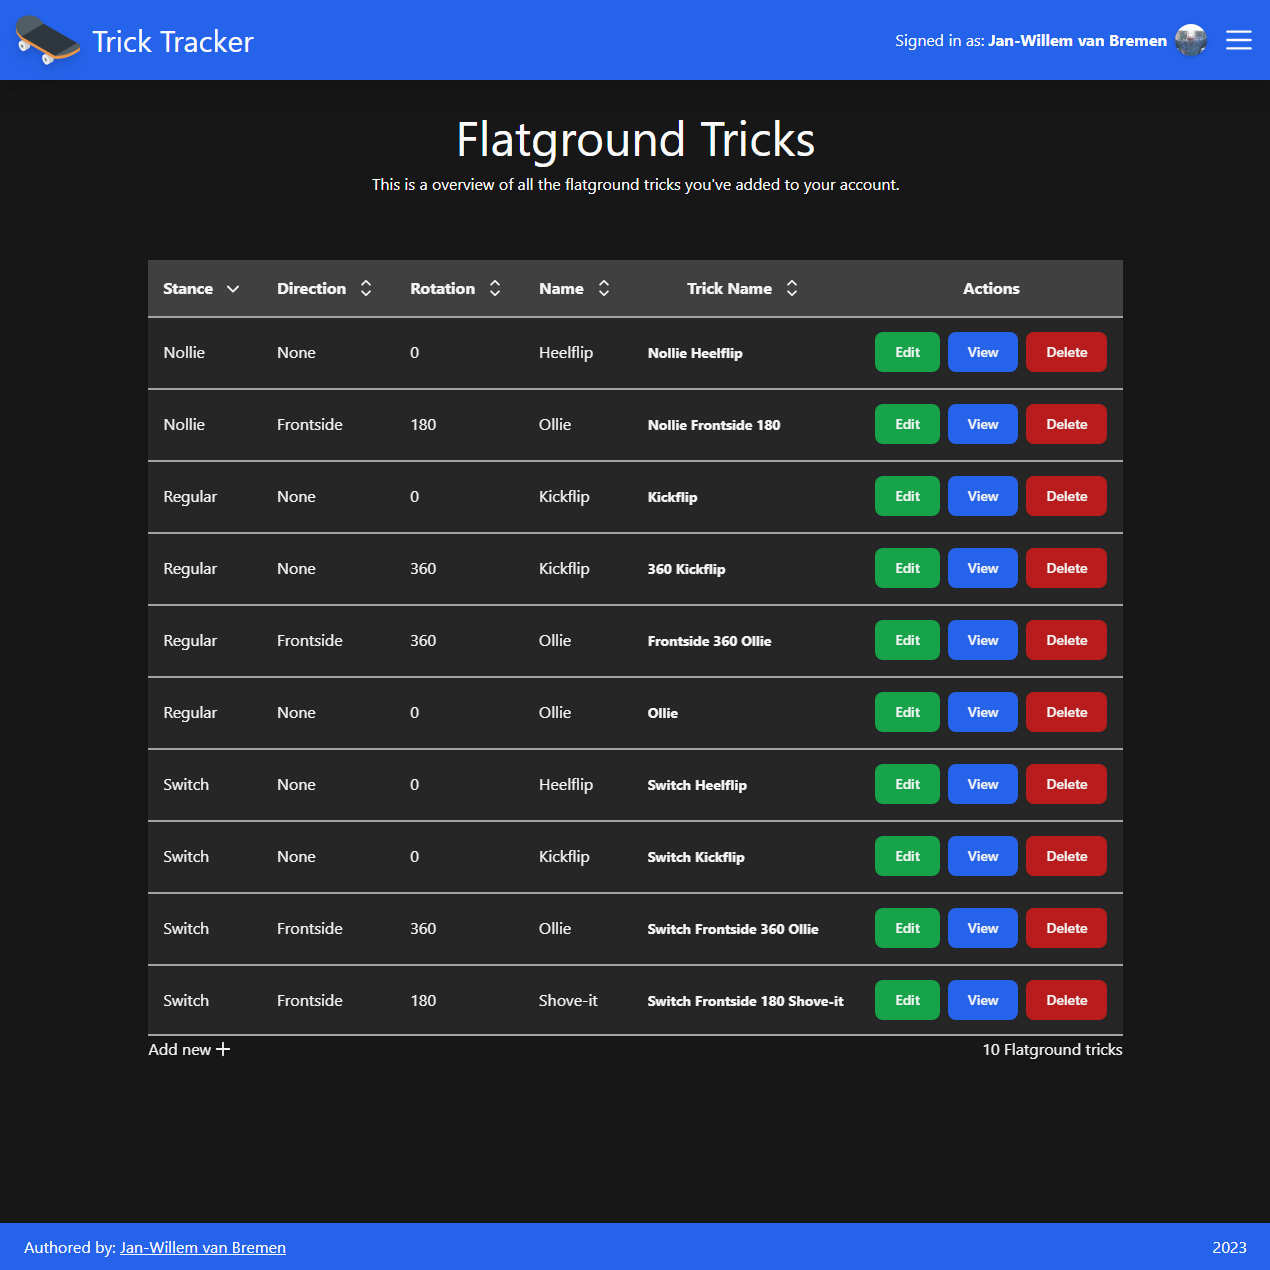 Trick Tracker
Signed in as: Jan-Willem van Bremen
Flatground Tricks
This is a overview of all the flatground tricks you've added to your account.
Stance Direction Rotation Name Trick Name Actions
Nollie None 0 Heelflip Nollie Heelflip Edit View Delete
Nollie Frontside 180 Ollie Nollie Frontside 180 Edit View Delete
Regular None 0 Kickflip Kickflip Edit View Delete
Regular None 360 Kickflip 360 Kickflip Edit View Delete
Regular Frontside 360 Ollie Frontside 360 Ollie Edit View Delete
Regular None 0 Ollie Ollie Edit View Delete
Switch None 0 Heelflip Switch Heelflip Edit View Delete
Switch None 0 Kickflip Switch Kickflip Edit View Delete
Switch Frontside 360 Ollie Switch Frontside 360 Ollie Edit View Delete
Switch Frontside 180 Shove-it Switch Frontside 180 Shove-it Edit View Delete
Add new 10 Flatground tricks
Authored by: Jan-Willem van Bremen 2023